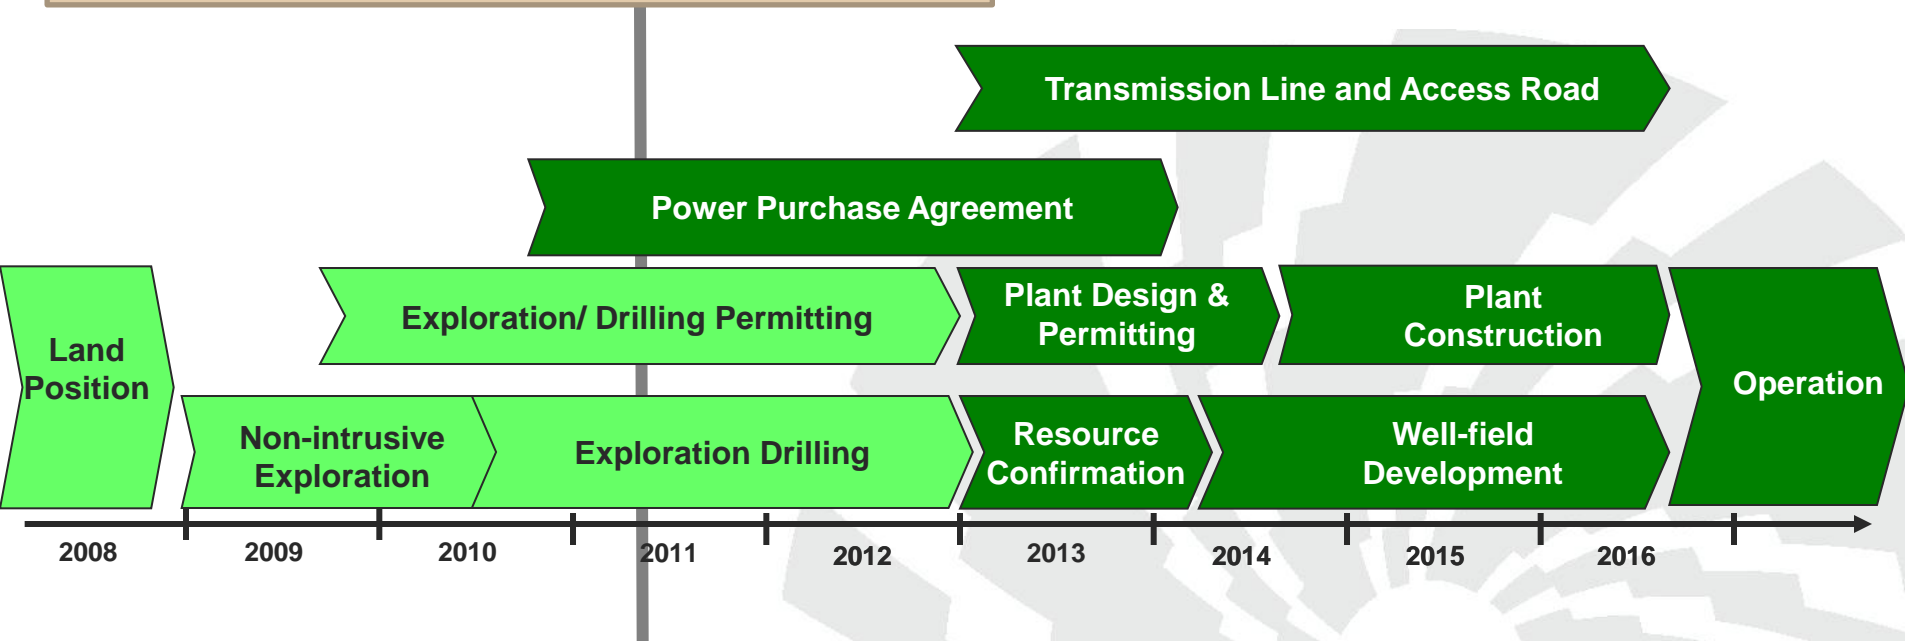 Transmission Line and Access Road
Power Purchase Agreement
Land
Position
Exploration/ Drilling Permitting
Plant Design &
Permitting
Plant
Construction
Operation
Non-intrusive
Exploration
Exploration Drilling
Resource
Confirmation
Well-field
Development
2008 2009 2010 2011 2012 2013 2014 2015 2016